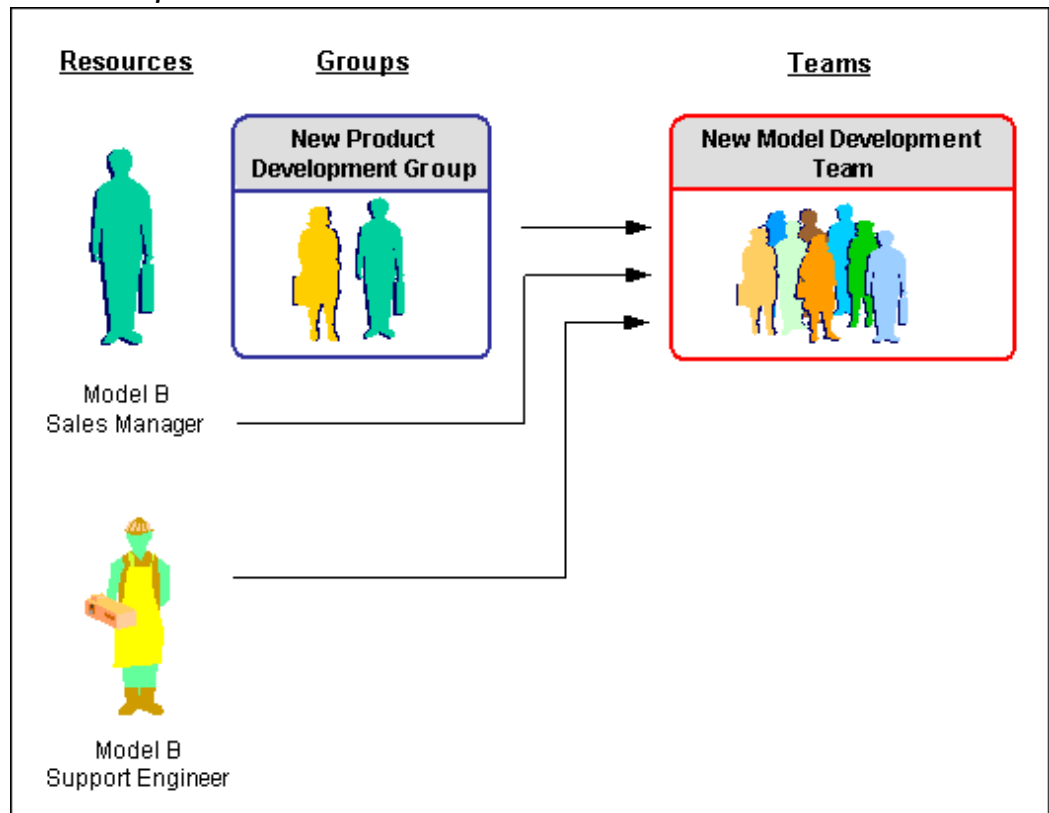 Resources
Groups
Teams
New Product
Development Group
New Model Development
Team
Model B
Sales Manager
Model B
Support Engineer